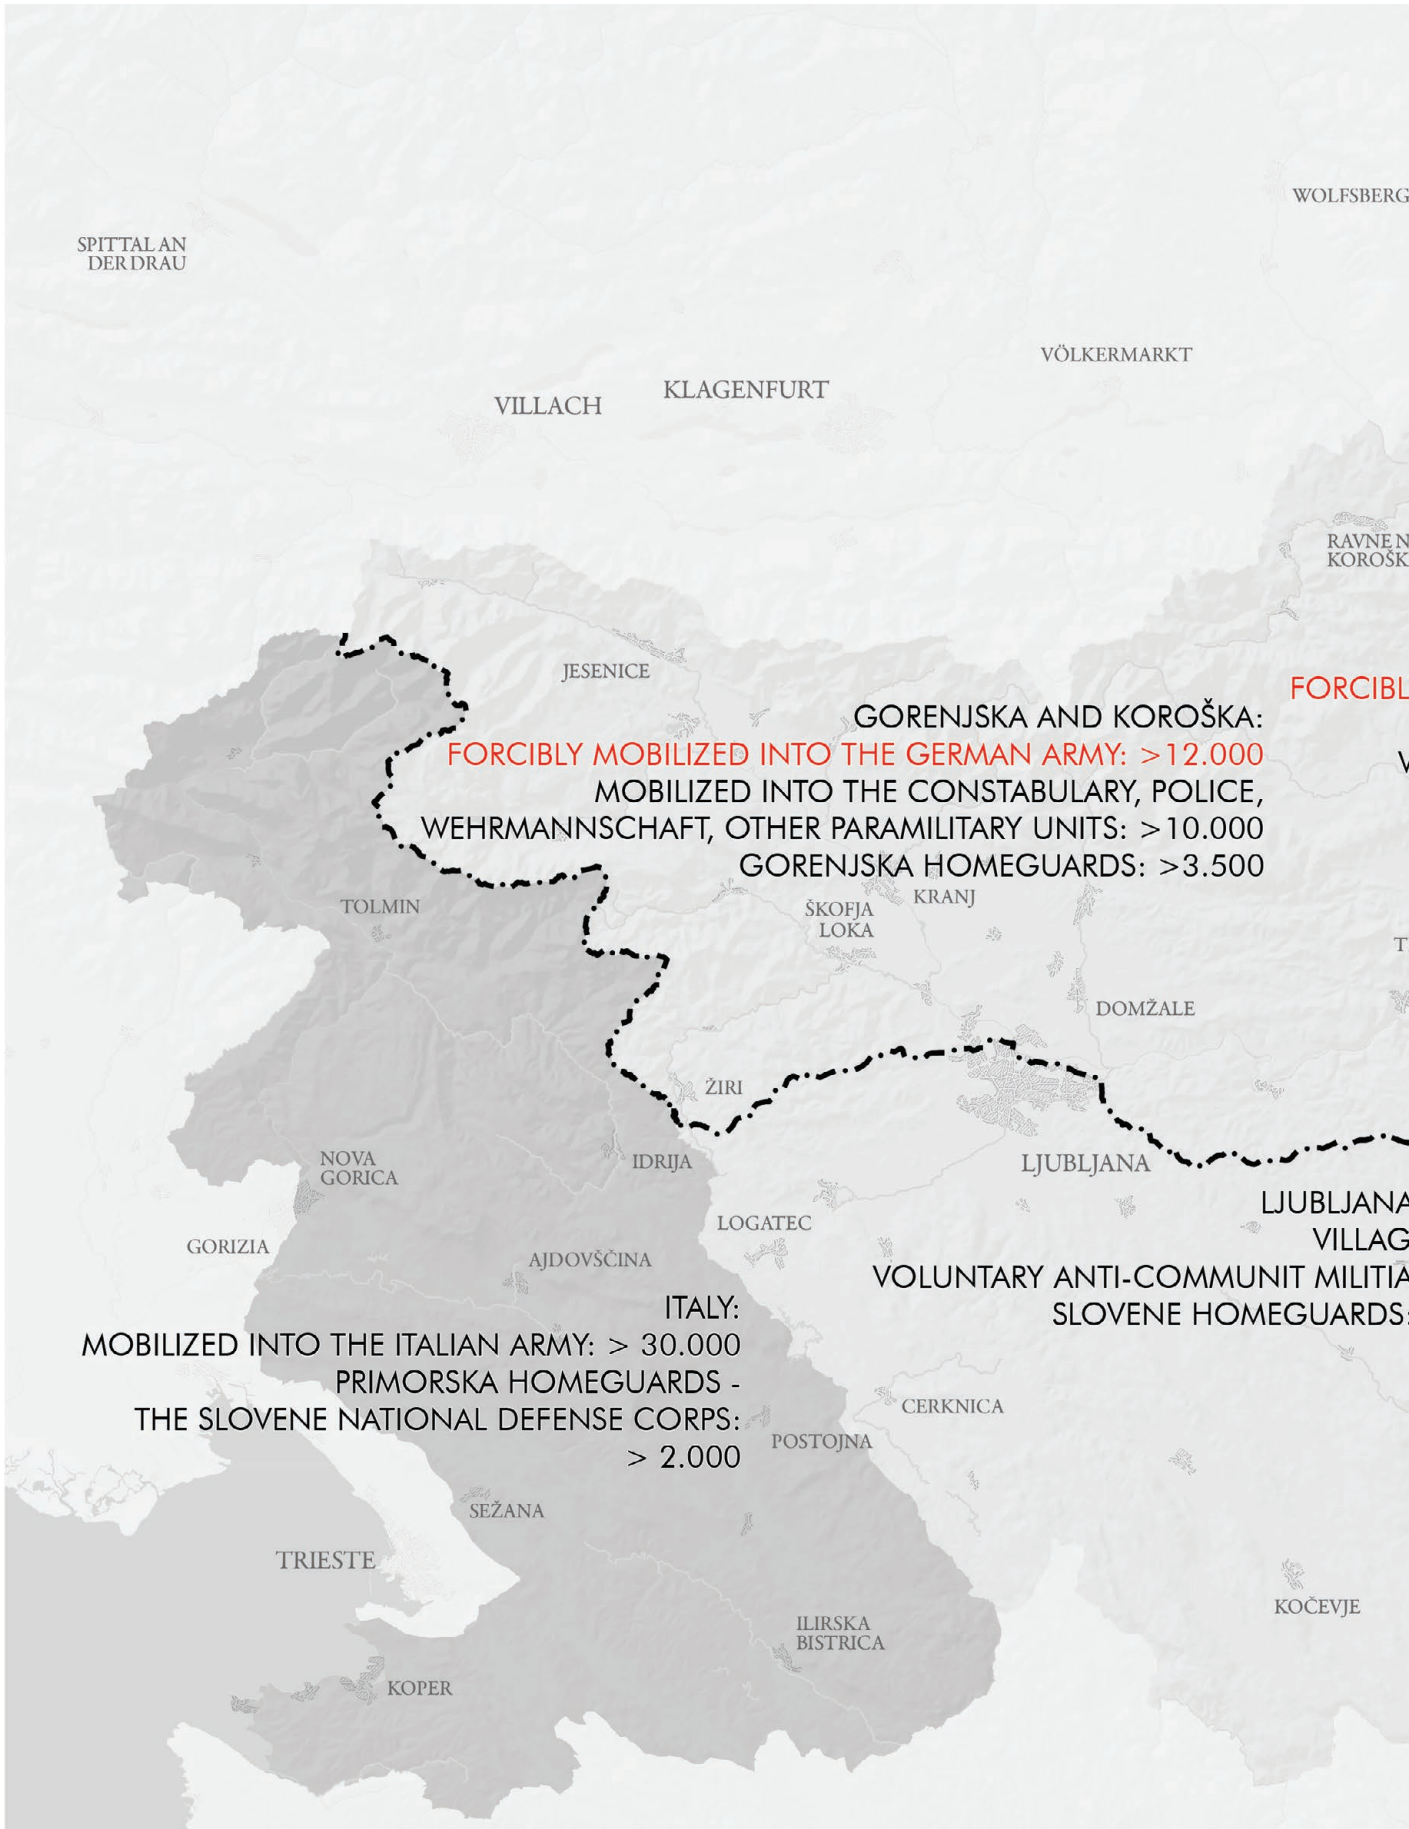 WOLFSBERG
SPITTAL AN
DER DRAU
VÖLKERMARKT
KLAGENFURT
VILLACH
RAVNE N
KOROŠK
JESENICE
FORCIBL
GORENJSKA AND KOROŠKA:
FORCIBLY MOBILIZED INTO THE GERMAN ARMY: >12.000
V
MOBILIZED INTO THE CONSTABULARY, POLICE,
WEHRMANNSCHAFT, OTHER PARAMILITARY UNITS: >10.000
GORENJSKA HOMEGUARDS: >3.500
KRANJ
TOLMIN
ŠKOFJA
LOKA
T
DOMŽALE
ŽIRI
NOVA
GORICA
IDRIJA
LJUBLJANA
LJUBLJANA
LOGATEC
VILLAG
GORIZIA
AJDOVŠČINA
VOLUNTARY ANTI-COMMUNIT MILITIA
SLOVENE HOMEGUARDS:
ITALY:
MOBILIZED INTO THE ITALIAN ARMY: > 30.000
PRIMORSKA HOMEGUARDS -
THE SLOVENE NATIONAL DEFENSE CORPS:
> 2.000
CERKNICA
POSTOJNA
SEŽANA
TRIESTE
KOČEVJE
ILIRSKA
BISTRICA
KOPER